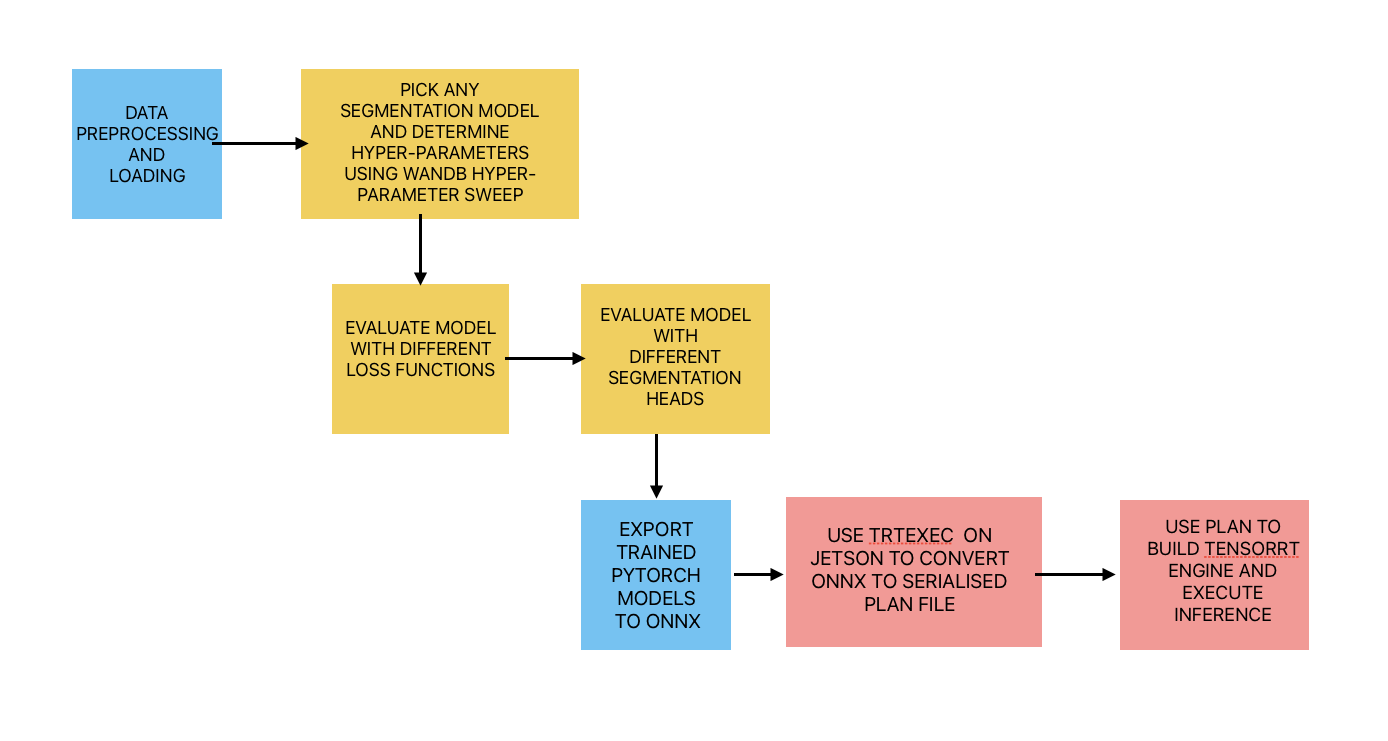 DATA
PREPROCESSING
AND
LOADING
PICK ANY
SEGMENTATION MODEL
AND DETERMINE
HYPER-PARAMETERS
USING WANDB HYPER-
PARAMETER SWEEP
EVALUATE MODEL
WITH DIFFERENT
LOSS FUNCTIONS
EVALUATE MODEL
WITH
DIFFERENT
SEGMENTATION
HEADS
EXPORT
TRAINED
PYTORCH
MODELS
TO ONNX
USE TRTEXEC ON
JETSON TO CONVERT
ONNX TO SERIALISED
PLAN FILE
USE PLAN TO
BUILD TENSORRT
ENGINE AND
EXECUTE
INFERENCE